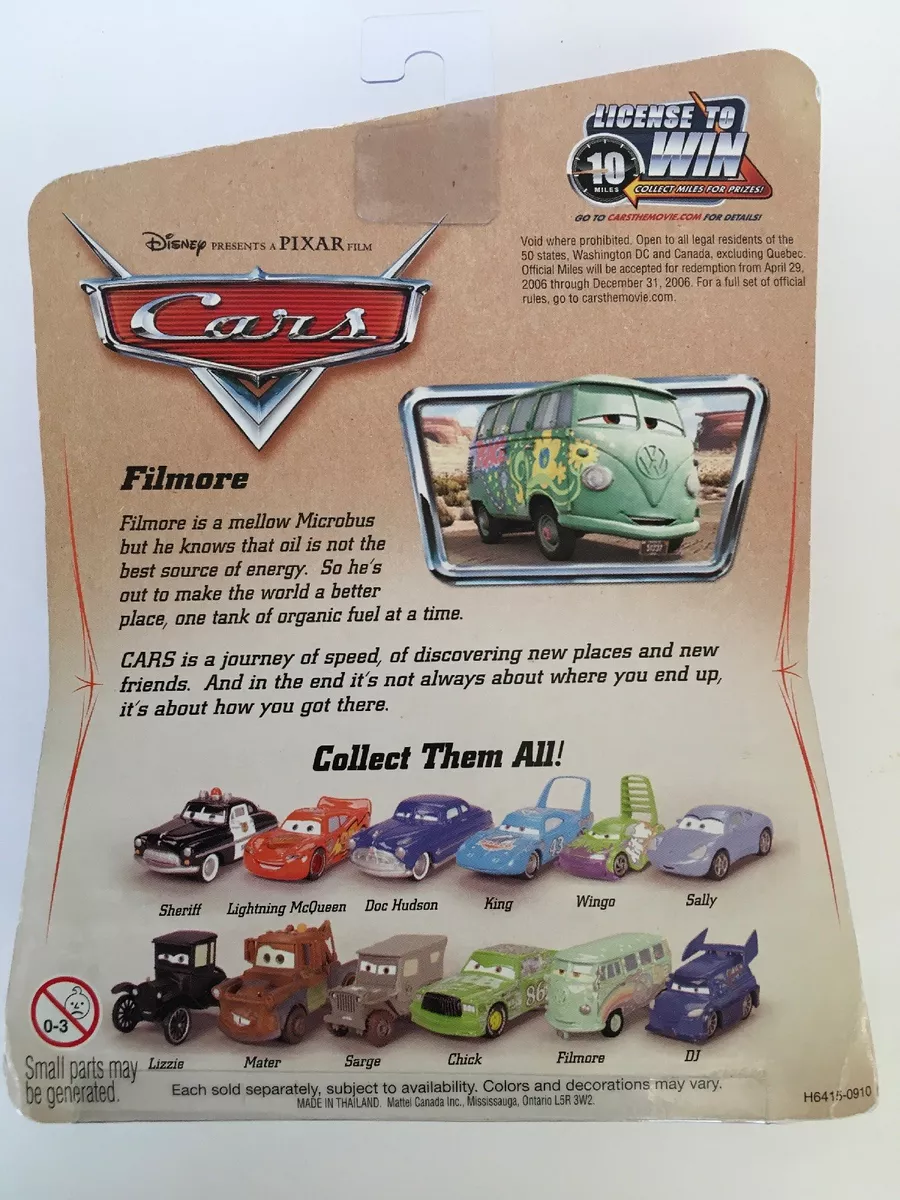 LICENSE TO
WIN
10
MILES
COLLECT MILES FOR PRIZES!
GO TO CARSTHEMOVIE.COM FOR DETAILS!
Void where prohibited. Open to all legal residents of the
50 states, Washington DC and Canada, excluding Quebec.
Official Miles will be accepted for redemption from April 29,
2006 through December 31, 2006. For a full set of official
rules, go to carsthemovie.com.
Disney PRESENTS A PIXAR FILM
Cars
Filmore
Filmore is a mellow Microbus
but he knows that oil is not the
best source of energy. So he's
out to make the world a better
place, one tank of organic fuel at a time.
CARS is a journey of speed, of discovering new places and new
friends. And in the end it's not always about where you end up,
it's about how you got there.
Collect Them All!
43
Sheriff Lightning McQueen Doc Hudson King Wingo Sally
86
0-3
Lizzie Mater Sarge Chick Filmore DJ
Small parts may
be generated.
Each sold separately, subject to availability. Colors and decorations may vary.
MADE IN THAILAND. Mattel Canada Inc., Mississauga, Ontario L5R 3W2.
H6415-0910